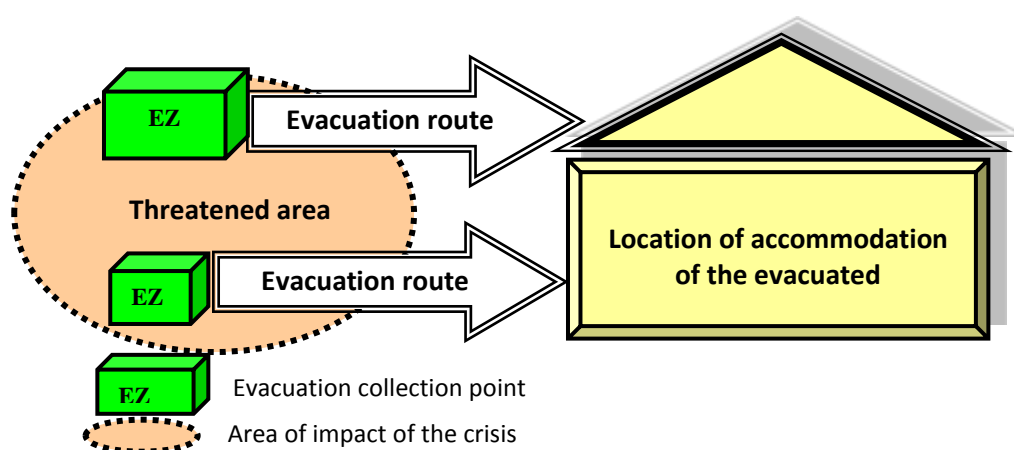 EZ
Evacuation route
Threatened area
Location of accommodation
of the evacuated
EZ
Evacuation route
EZ
Evacuation collection point
Area of impact of the crisis